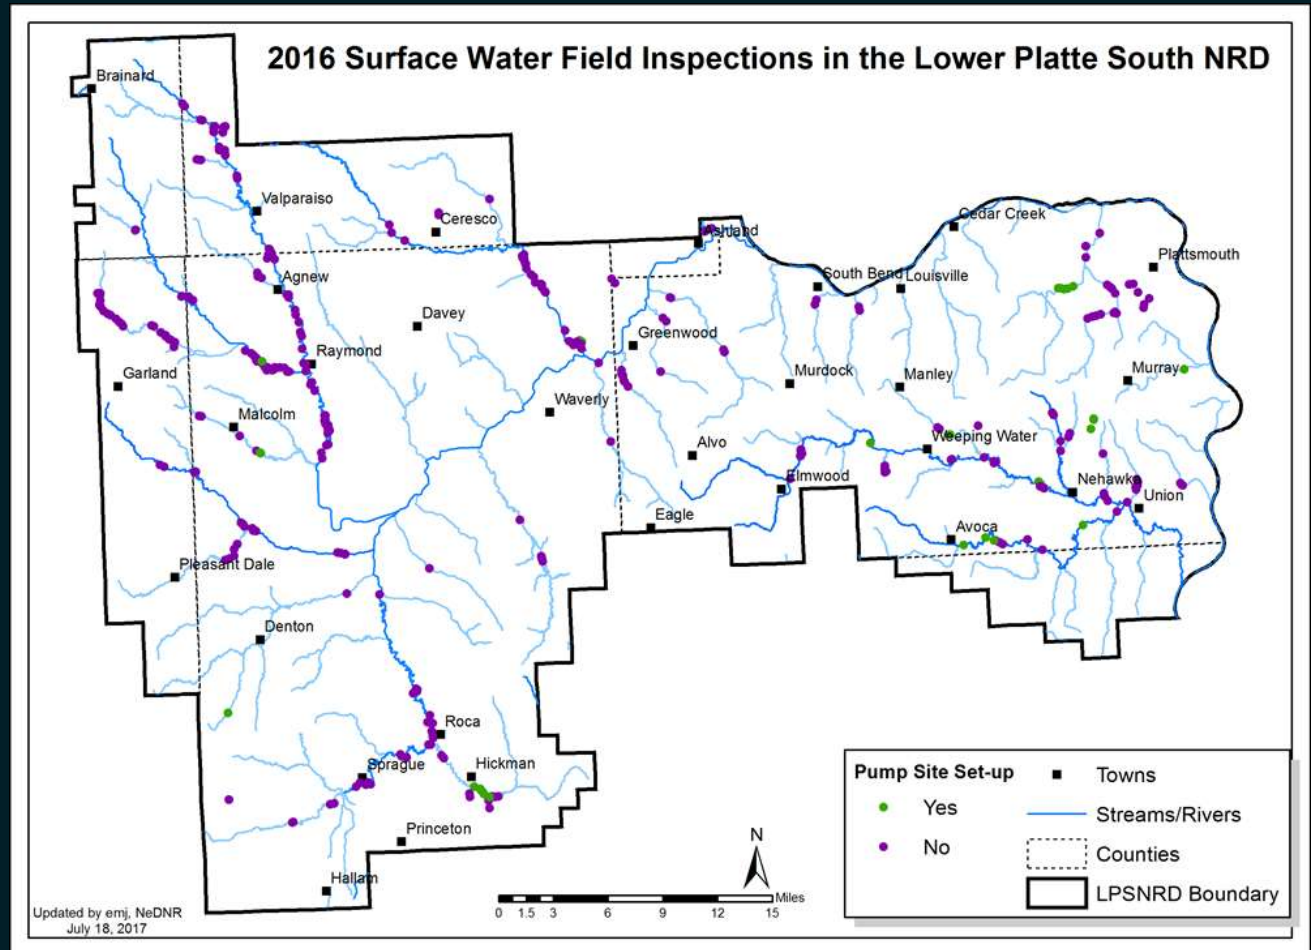 2016 Surface Water Field Inspections in the Lower Platte South NRD
Brainard
Valparaiso
Ceresco
Ashland
Cedar Creek
Plattsmouth
Agnew
South Bend
Louisville
Davey
Greenwood
Raymond
Garland
Murdock
Manley
Murray
Malcolm
Waverly
Alvo
Weeping Water
Elmwood
Nehawka
Union
Eagle
Avoca
Pleasant Dale
Denton
Roca
Sprague
Hickman
Princeton
Hallam
Pump Site Set-up
Yes
No
Towns
Streams/Rivers
Counties
LPSNRD Boundary
N
Miles
0 1.5 3 6 9 12 15
Updated by emj, NeDNR
July 18, 2017